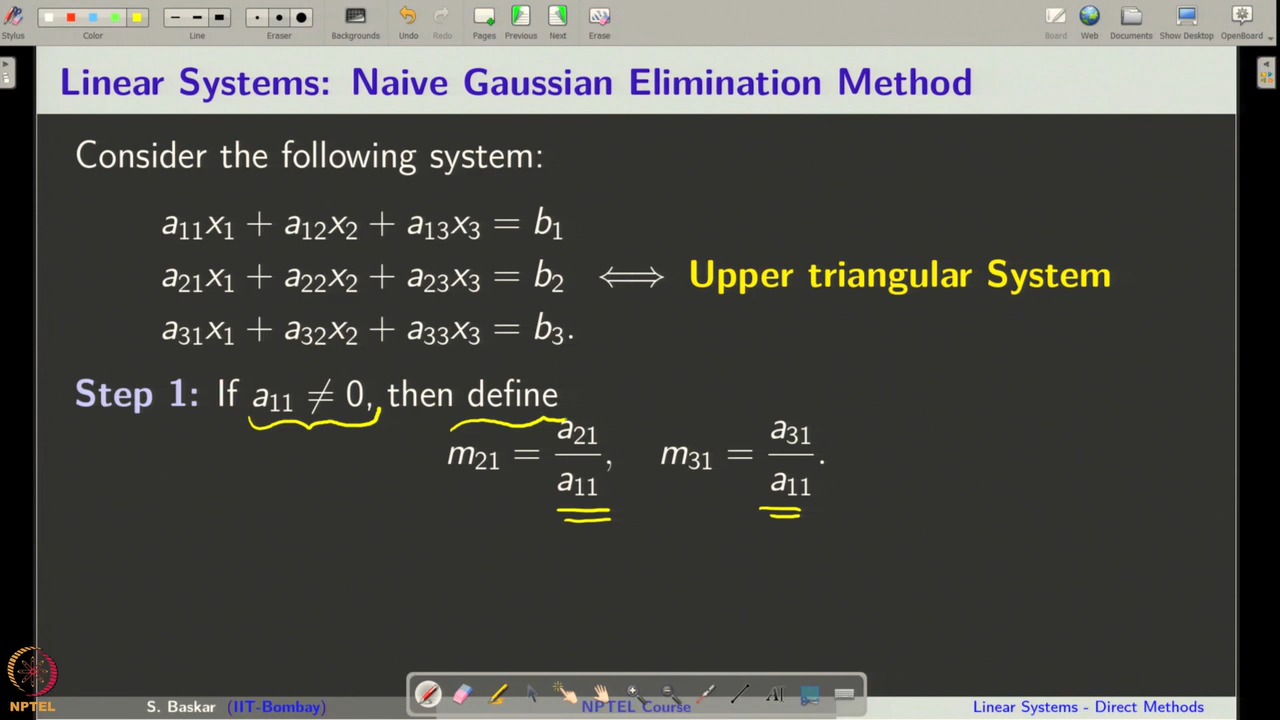 Stylus Color Line Eraser Backgrounds Undo Redo Pages Previous Next Erase Board Web Documents Show Desktop OpenBoard
Linear Systems: Naive Gaussian Elimination Method
Consider the following system:
a₁₁x₁ + a₁₂x₂ + a₁₃x₃ = b₁
a₂₁x₁ + a₂₂x₂ + a₂₃x₃ = b₂ ⟺ Upper triangular System
a₃₁x₁ + a₃₂x₂ + a₃₃x₃ = b₃.
Step 1: If a₁₁ ≠ 0, then define
m₂₁ = a₂₁/a₁₁, m₃₁ = a₃₁/a₁₁.
NPTEL
S. Baskar (IIT-Bombay) NPTEL Course Linear Systems - Direct Methods